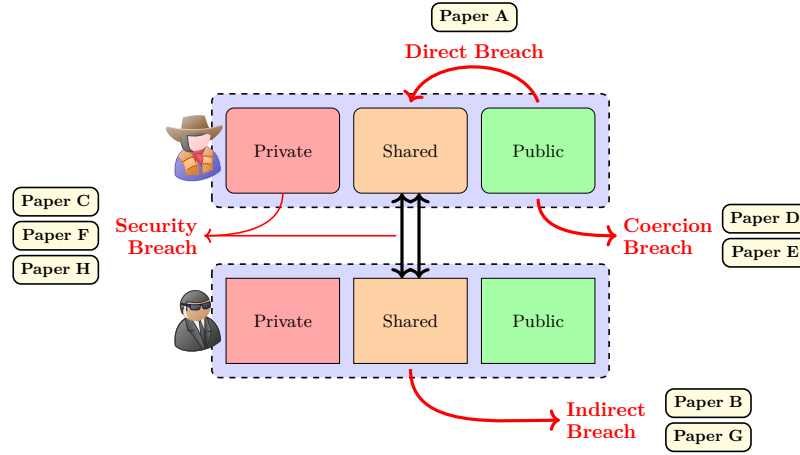 Paper A
Direct Breach
Private
Shared
Public
Paper C
Paper F
Paper H
Security
Breach
Coercion
Breach
Paper D
Paper E
Private
Shared
Public
Indirect
Breach
Paper B
Paper G